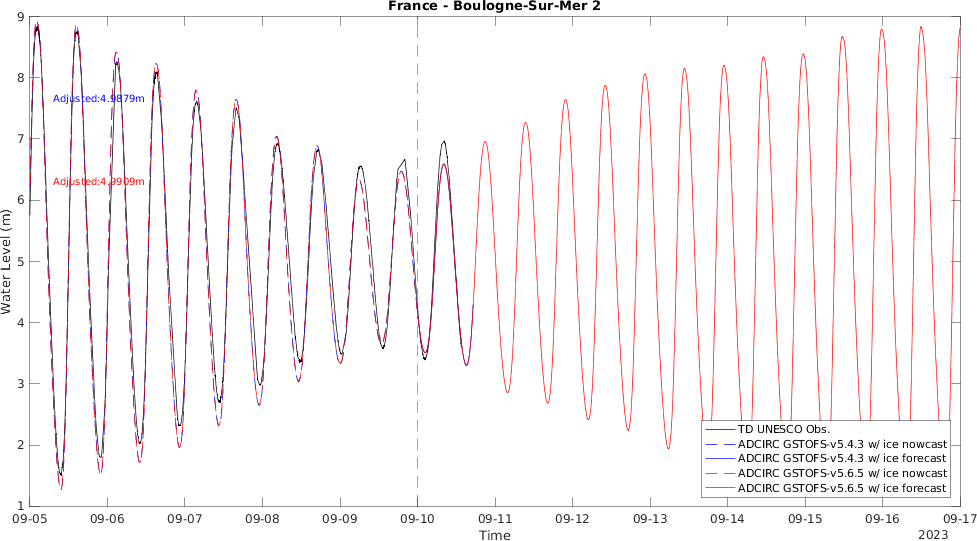 France - Boulogne-Sur-Mer 2
9
8
7
6
5
4
3
2
1
Water Level (m)
Adjusted:4.9879m
Adjusted:4.9909m
TD UNESCO Obs.
ADCIRC GSTOFS-v5.4.3 w/ ice nowcast
ADCIRC GSTOFS-v5.4.3 w/ ice forecast
ADCIRC GSTOFS-v5.6.5 w/ ice nowcast
ADCIRC GSTOFS-v5.6.5 w/ ice forecast
09-05 09-06 09-07 09-08 09-09 09-10 09-11 09-12 09-13 09-14 09-15 09-16 09-17
Time
2023